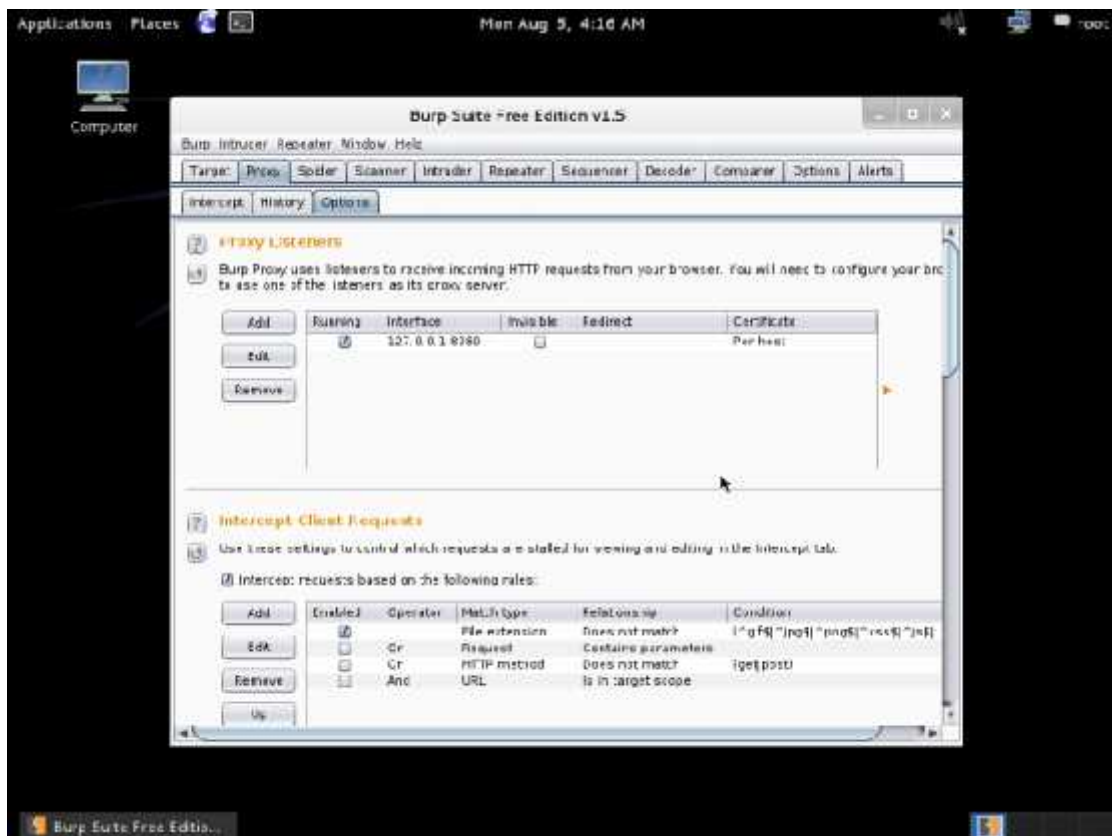 Applications Places Mon Aug 5, 4:16 AM root
Computer
Burp Suite Free Edition v1.5
Burp Intruder Repeater Window Help
Target Proxy Spider Scanner Intruder Repeater Sequencer Decoder Comparer Options Alerts
Intercept History Options
Proxy Listeners
Burp Proxy uses listeners to receive incoming HTTP requests from your browser. You will need to configure your bro
to use one of the listeners as its proxy server.
Add Running Interface Invisible Redirect Certificate
127.0.0.1:8080 Per-host
Edit
Remove
Intercept Client Requests
Use these settings to control which requests are stalled for viewing and editing in the Intercept tab.
Intercept requests based on the following rules:
Add Enabled Operator Match type Relationship Condition
File extension Does not match (^gif$|^jpg$|^png$|^css$|^js$|
Edit Or Request Contains parameters
Or HTTP method Does not match (get|post)
Remove And URL Is in target scope
Up
Burp Suite Free Editio...